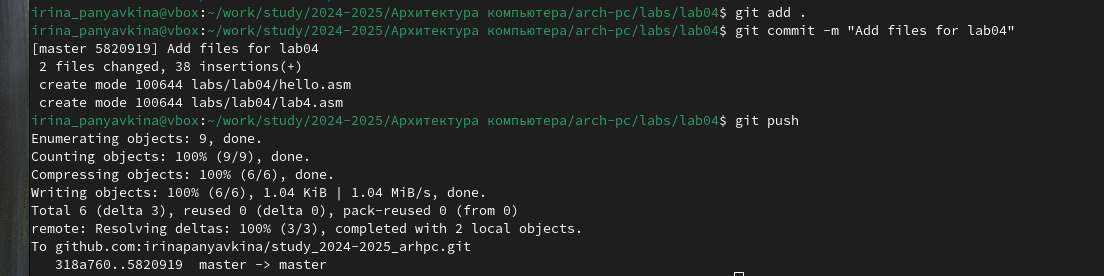 irina_panyavkina@vbox:~/work/study/2024-2025/Архитектура компьютера/arch-pc/labs/lab04$ git add .
irina_panyavkina@vbox:~/work/study/2024-2025/Архитектура компьютера/arch-pc/labs/lab04$ git commit -m "Add files for lab04"
[master 5820919] Add files for lab04
 2 files changed, 38 insertions(+)
 create mode 100644 labs/lab04/hello.asm
 create mode 100644 labs/lab04/lab4.asm
irina_panyavkina@vbox:~/work/study/2024-2025/Архитектура компьютера/arch-pc/labs/lab04$ git push
Enumerating objects: 9, done.
Counting objects: 100% (9/9), done.
Compressing objects: 100% (6/6), done.
Writing objects: 100% (6/6), 1.04 KiB | 1.04 MiB/s, done.
Total 6 (delta 3), reused 0 (delta 0), pack-reused 0 (from 0)
remote: Resolving deltas: 100% (3/3), completed with 2 local objects.
To github.com:irinapanyavkina/study_2024-2025_arhpc.git
   318a760..5820919  master -> master